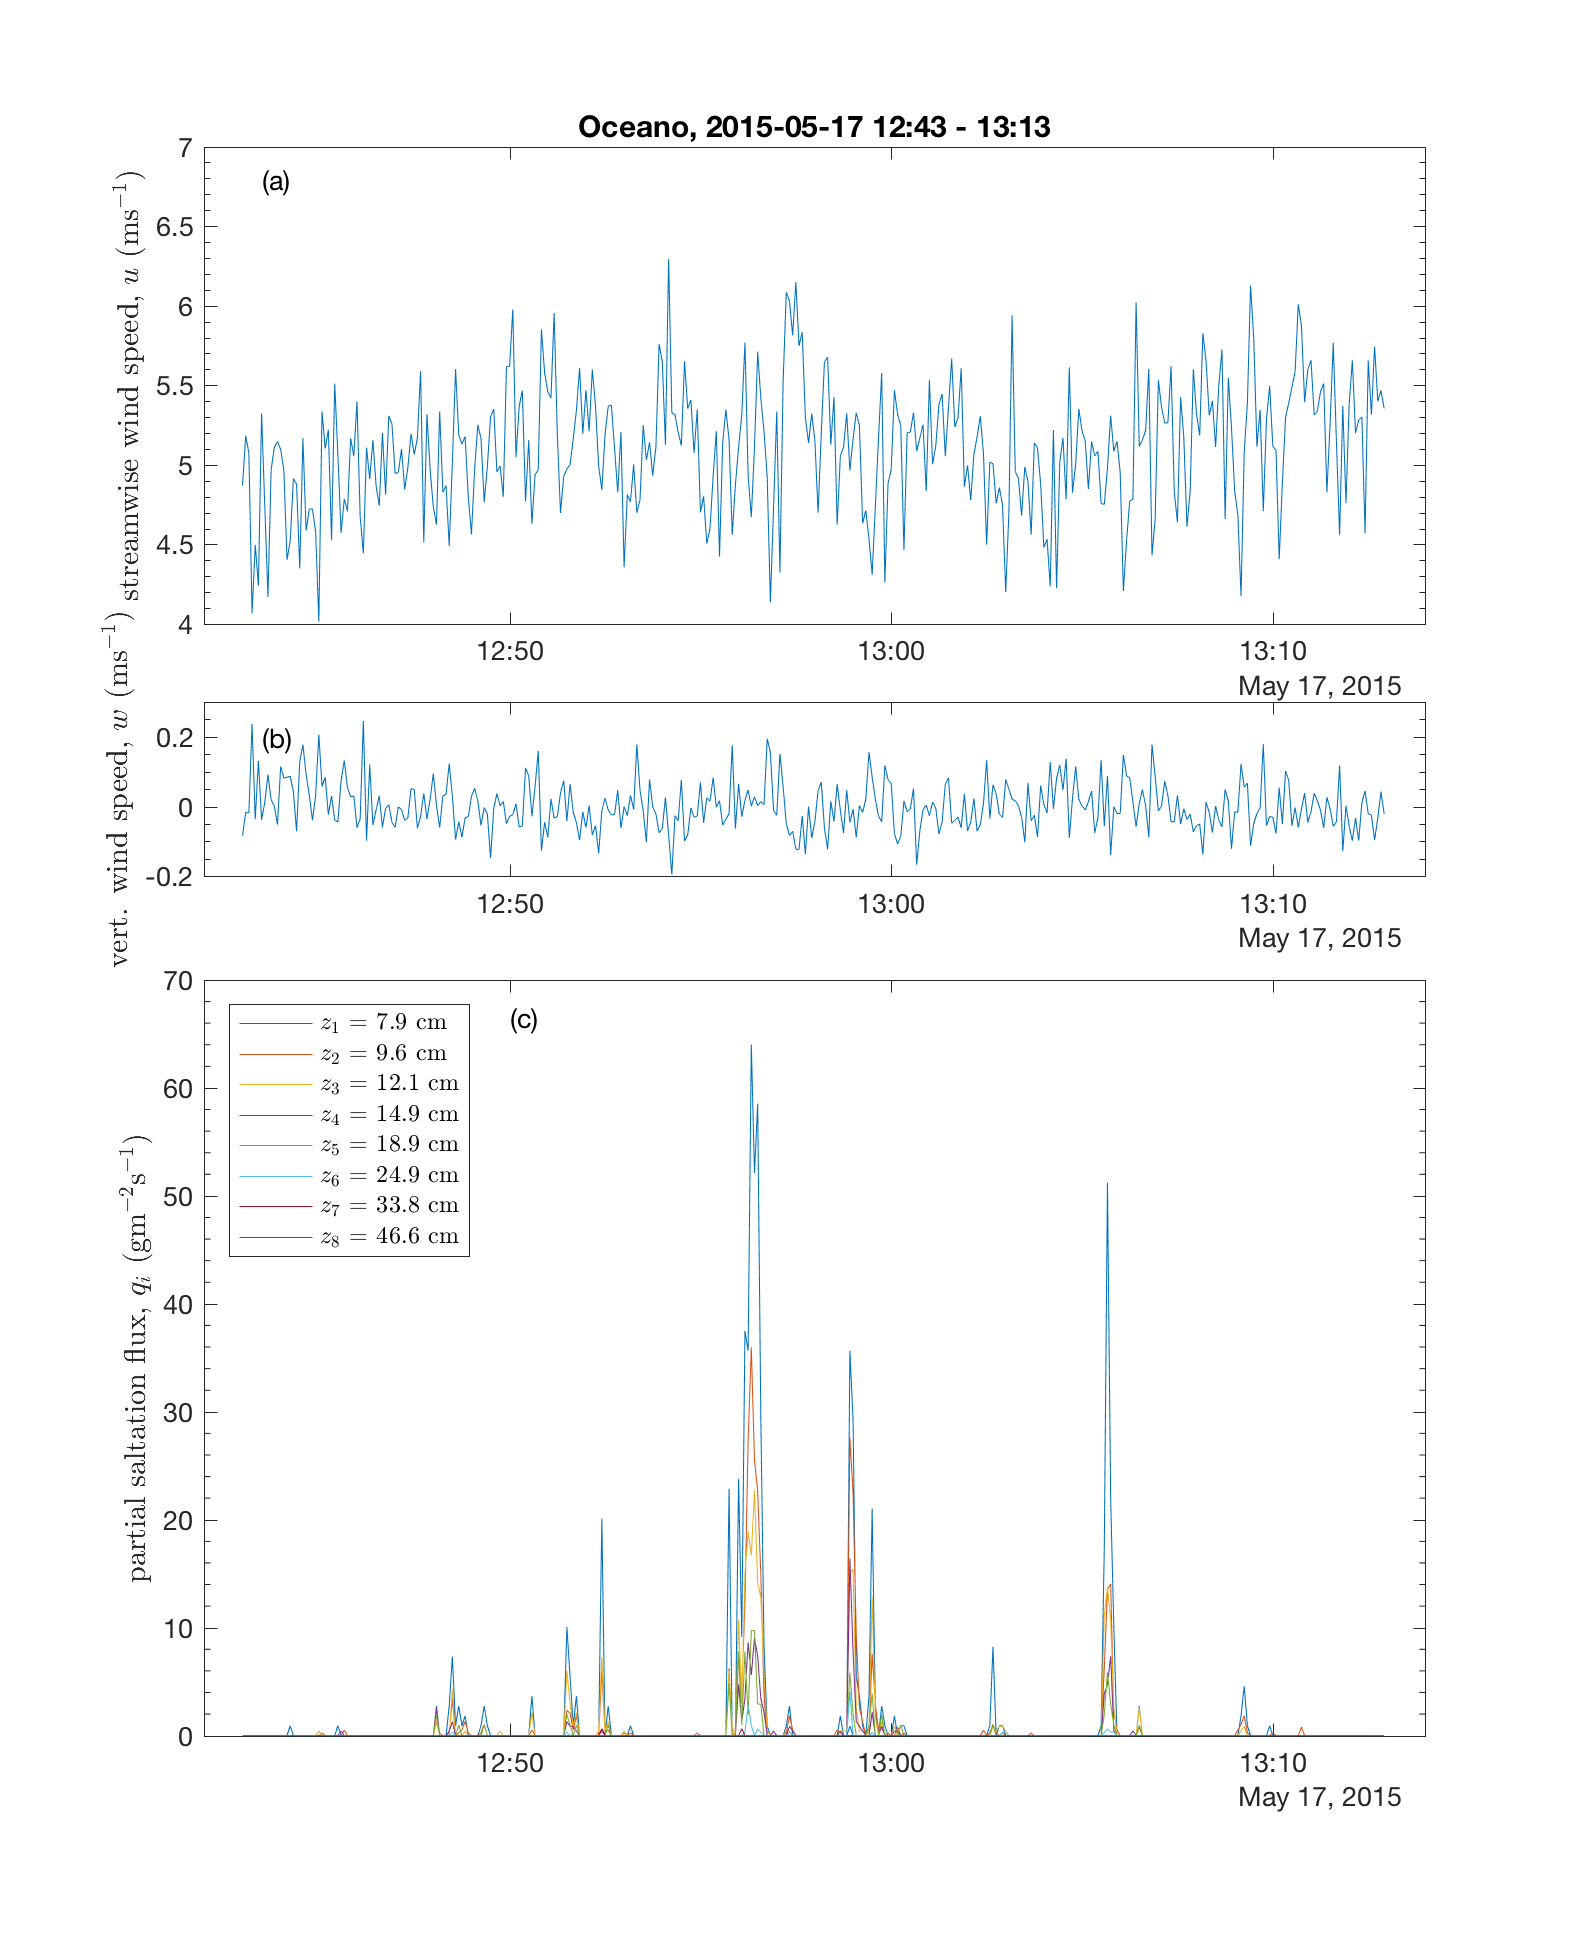 Oceano, 2015-05-17 12:43 - 13:13
(a)
streamwise wind speed, u (ms⁻¹)
7
6.5
6
5.5
5
4.5
4
12:50 13:00 13:10
May 17, 2015
(b)
vert. wind speed, w (ms⁻¹)
0.2
0
-0.2
12:50 13:00 13:10
May 17, 2015
(c)
partial saltation flux, qᵢ (gm⁻²s⁻¹)
70
60
50
40
30
20
10
0
z₁ = 7.9 cm
z₂ = 9.6 cm
z₃ = 12.1 cm
z₄ = 14.9 cm
z₅ = 18.9 cm
z₆ = 24.9 cm
z₇ = 33.8 cm
z₈ = 46.6 cm
12:50 13:00 13:10
May 17, 2015